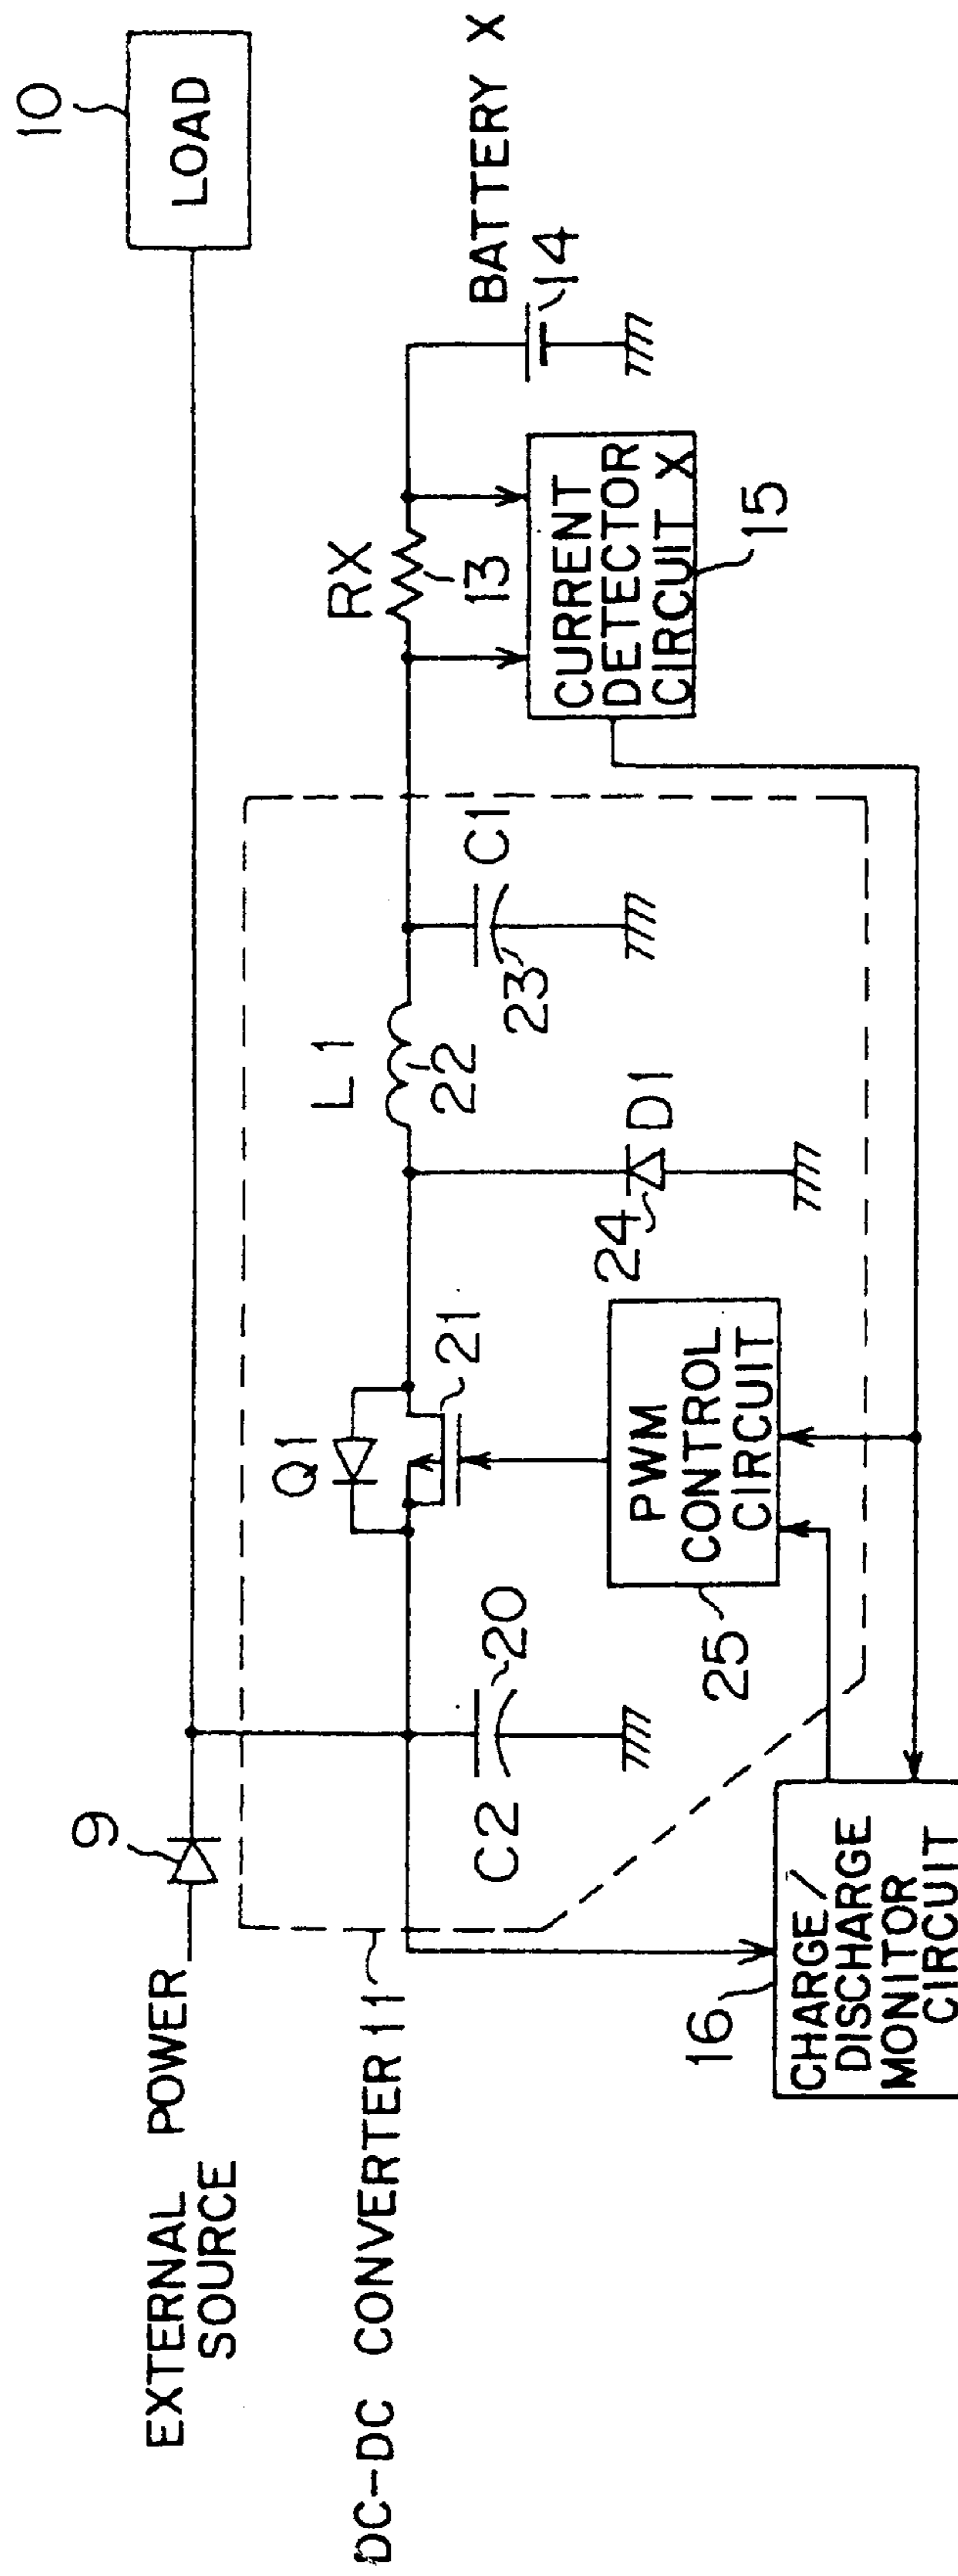 EXTERNAL POWER
SOURCE
9
10
LOAD
DC-DC CONVERTER 11
C2
20
Q1
21
L1
22
C1
23
24
D1
RX
13
BATTERY X
14
25
PWM
CONTROL
CIRCUIT
CURRENT
DETECTOR
CIRCUIT X
15
16
CHARGE/
DISCHARGE
MONITOR
CIRCUIT